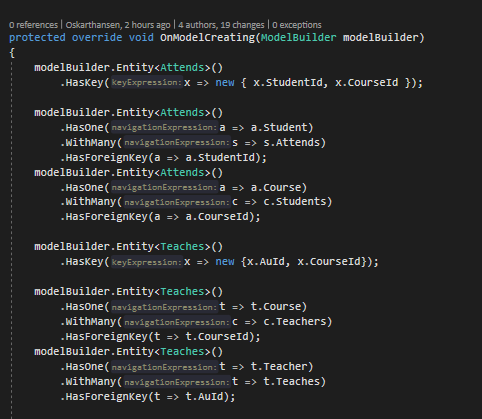 0 references | Oskarthansen, 2 hours ago | 4 authors, 19 changes | 0 exceptions
protected override void OnModelCreating(ModelBuilder modelBuilder)
{
modelBuilder.Entity<Attends>()
.HasKey(keyExpression: x => new { x.StudentId, x.CourseId });
modelBuilder.Entity<Attends>()
.HasOne(navigationExpression: a => a.Student)
.WithMany(navigationExpression: s => s.Attends)
.HasForeignKey(a => a.StudentId);
modelBuilder.Entity<Attends>()
.HasOne(navigationExpression: a => a.Course)
.WithMany(navigationExpression: c => c.Students)
.HasForeignKey(a => a.CourseId);
modelBuilder.Entity<Teaches>()
.HasKey(keyExpression: x => new {x.AuId, x.CourseId});
modelBuilder.Entity<Teaches>()
.HasOne(navigationExpression: t => t.Course)
.WithMany(navigationExpression: c => c.Teachers)
.HasForeignKey(t => t.CourseId);
modelBuilder.Entity<Teaches>()
.HasOne(navigationExpression: t => t.Teacher)
.WithMany(navigationExpression: t => t.Teaches)
.HasForeignKey(t => t.AuId);